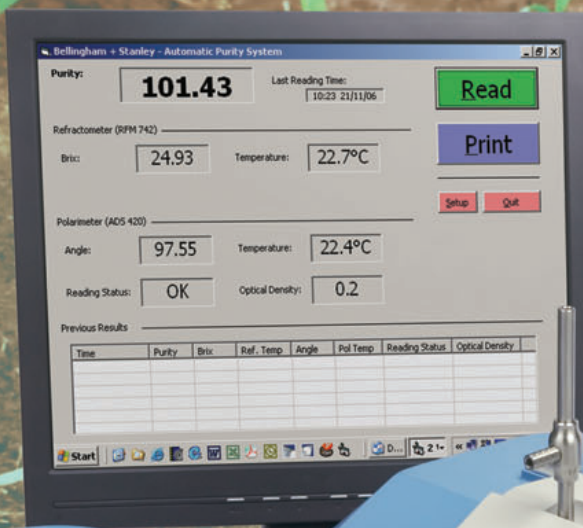 Bellingham + Stanley - Automatic Purity System
Purity: 101.43
Last Reading Time:
10:23 21/11/06
Read
Refractometer (RFM 742)
Print
Brix: 24.93 Temperature: 22.7°C
Setup Quit
Polarimeter (ADS 420)
Angle: 97.55 Temperature: 22.4°C
Reading Status: OK Optical Density: 0.2
Previous Results
Time Purity Brix Ref. Temp Angle Pol Temp Reading Status Optical Density
Start D... 21